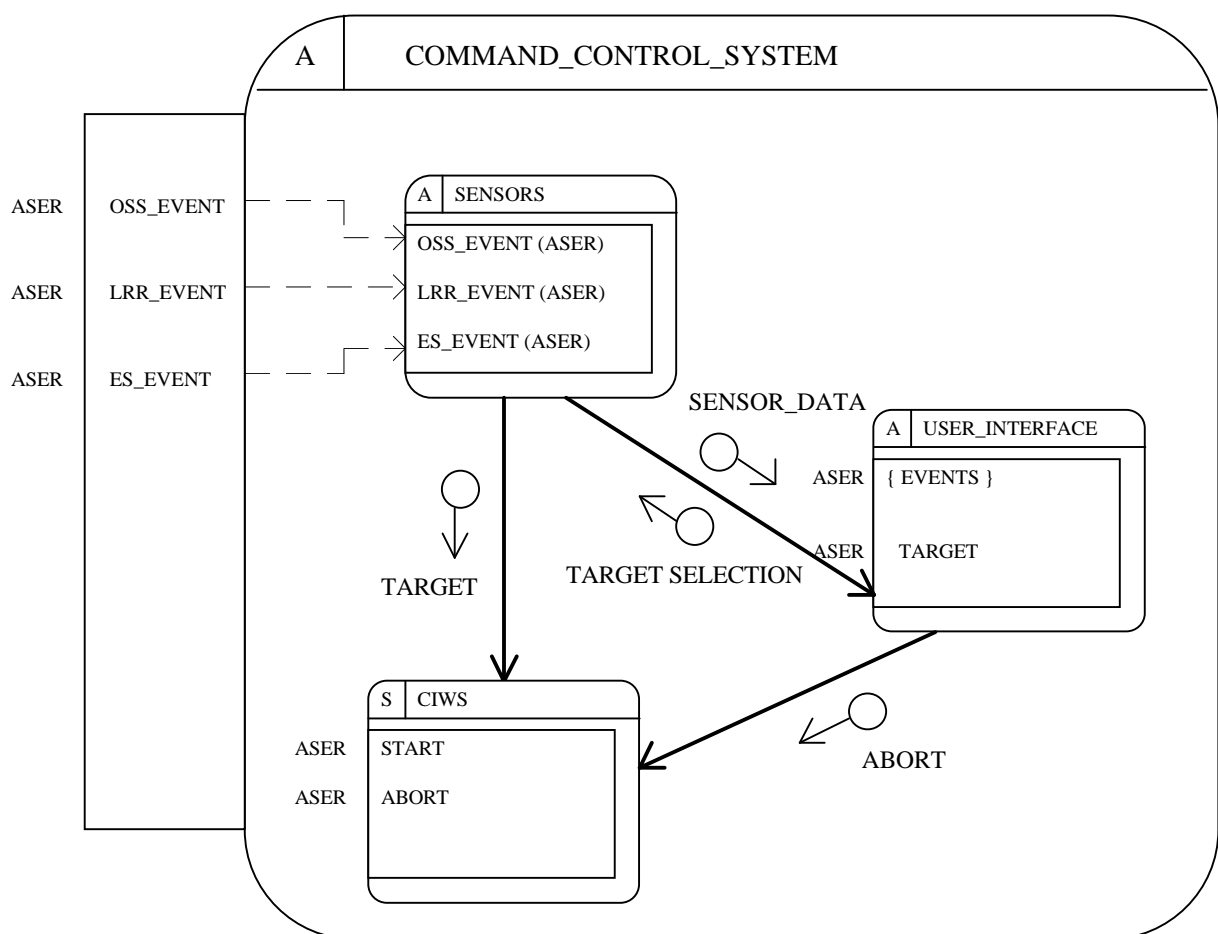 A COMMAND_CONTROL_SYSTEM
A SENSORS
ASER OSS_EVENT
OSS_EVENT (ASER)
ASER LRR_EVENT
LRR_EVENT (ASER)
ES_EVENT (ASER)
ASER ES_EVENT
SENSOR_DATA
A USER_INTERFACE
ASER { EVENTS }
ASER TARGET
TARGET SELECTION
TARGET
S CIWS
ASER START
ABORT
ASER ABORT